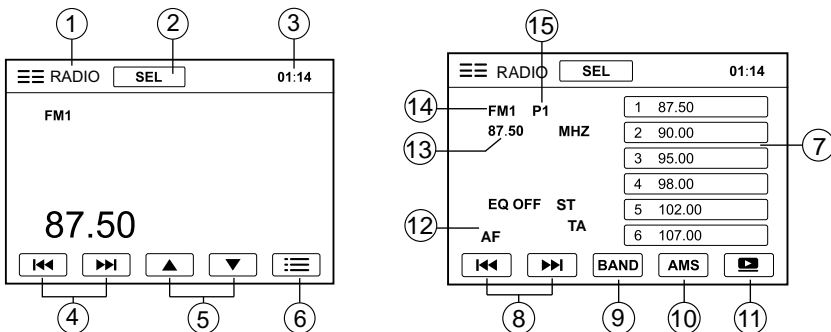 1 2 3
RADIO SEL 01:14
FM1
87.50
4 5 6
15
RADIO SEL 01:14
14 FM1 P1
13 87.50 MHZ
1 87.50
2 90.00
3 95.00
4 98.00
5 102.00
6 107.00
7
EQ OFF ST
12 AF TA
BAND AMS
8 9 10 11